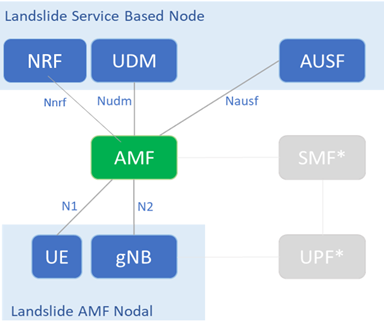 Landslide Service Based Node
NRF
UDM
AUSF
Nnrf
Nudm
Nausf
AMF
SMF*
N1
N2
UE
gNB
UPF*
Landslide AMF Nodal